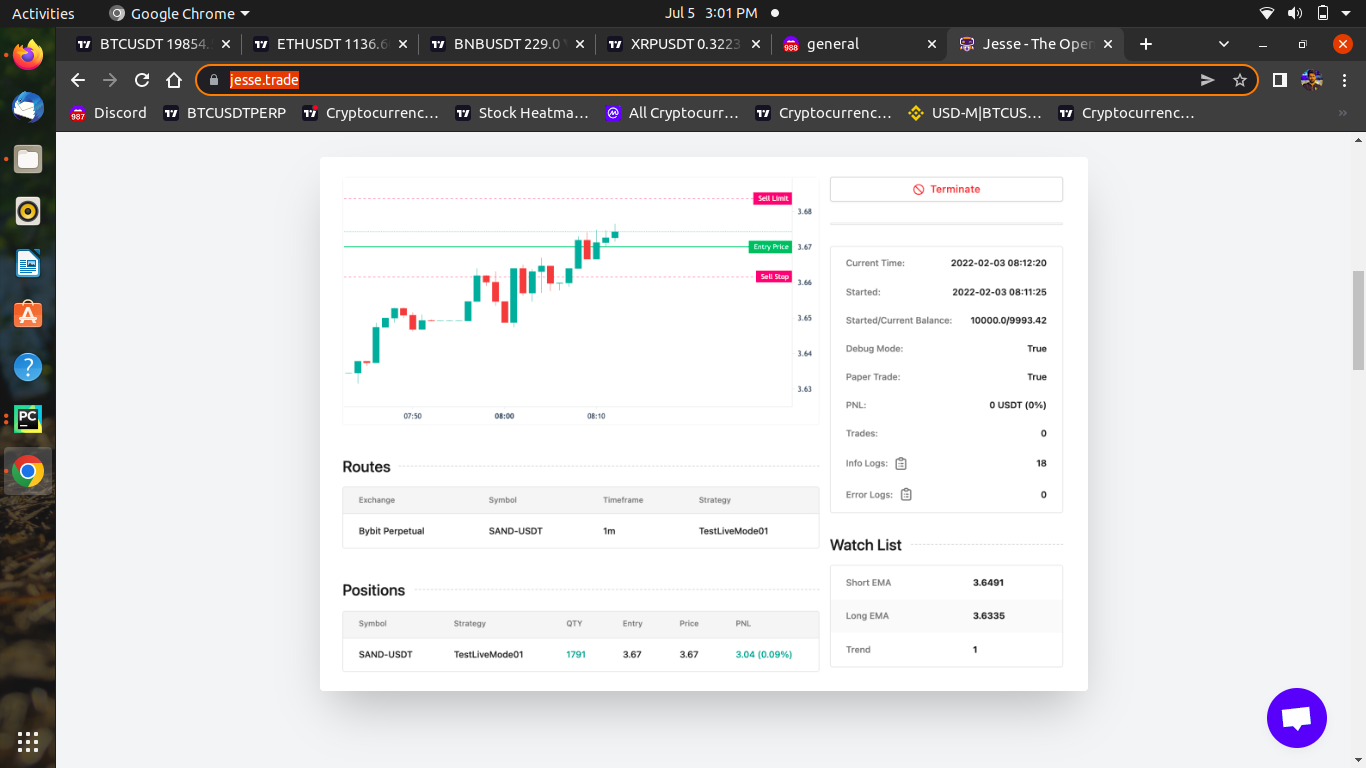 Activities
Google Chrome
Jul 5 3:01 PM
BTCUSDT 19854.
ETHUSDT 1136.6
BNBUSDT 229.0
XRPUSDT 0.3223
988
general
Jesse - The Open
jesse.trade
987
Discord
BTCUSDTPERP
Cryptocurrenc…
Stock Heatma…
All Cryptocurr…
Cryptocurrenc…
USD-M|BTCUS…
Cryptocurrenc…
»
Sell Limit
3.68
Entry Price
3.67
Sell Stop
3.66
3.65
3.64
3.63
07:50
08:00
08:10
Terminate
Current Time: 2022-02-03 08:12:20
Started: 2022-02-03 08:11:25
Started/Current Balance: 10000.0/9993.42
Debug Mode: True
Paper Trade: True
PNL: 0 USDT (0%)
Trades: 0
Info Logs: 18
Error Logs: 0
Routes
Exchange Symbol Timeframe Strategy
Bybit Perpetual SAND-USDT 1m TestLiveMode01
Positions
Symbol Strategy QTY Entry Price PNL
SAND-USDT TestLiveMode01 1791 3.67 3.67 3.04 (0.09%)
Watch List
Short EMA 3.6491
Long EMA 3.6335
Trend 1
PC